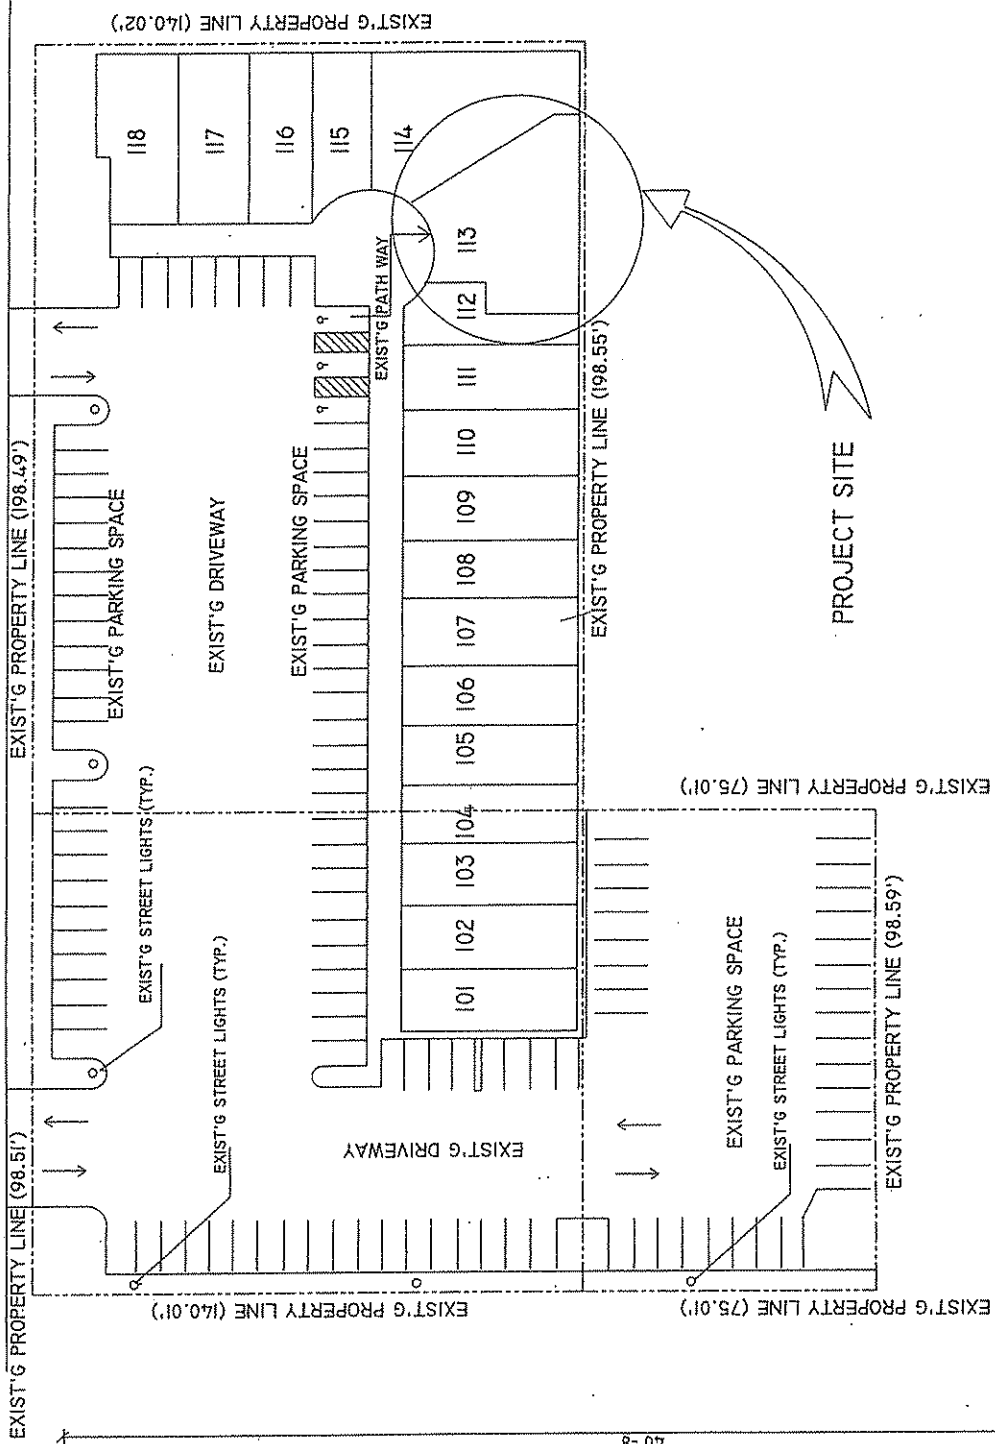 EXIST'G PROPERTY LINE (98.51')
EXIST'G PROPERTY LINE (198.49')
EXIST'G PROPERTY LINE (140.02')
EXIST'G STREET LIGHTS (TYP.)
EXIST'G PARKING SPACE
EXIST'G STREET LIGHTS (TYP.)
EXIST'G DRIVEWAY
EXIST'G PARKING SPACE
EXIST'G PATH WAY
118
117
116
115
114
EXIST'G DRIVEWAY
101
102
103
104
105
106
107
108
109
110
111
112
113
EXIST'G PROPERTY LINE (140.01')
EXIST'G PROPERTY LINE (198.55')
EXIST'G PARKING SPACE
EXIST'G STREET LIGHTS (TYP.)
EXIST'G PROPERTY LINE (75.01')
EXIST'G PROPERTY LINE (98.59')
EXIST'G PROPERTY LINE (75.01')
PROJECT SITE